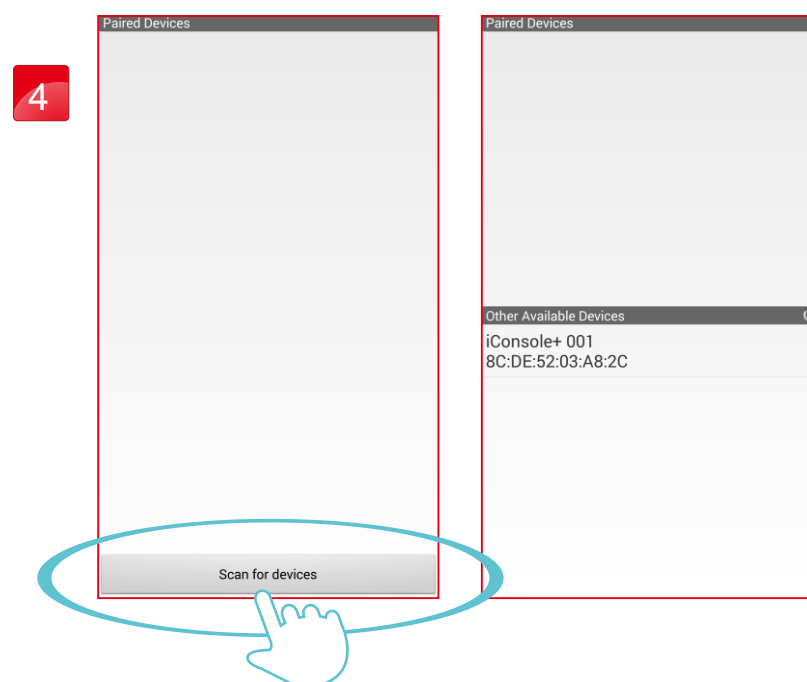 4
Paired Devices
Scan for devices
Paired Devices
Other Available Devices
iConsole+ 001
8C:DE:52:03:A8:2C